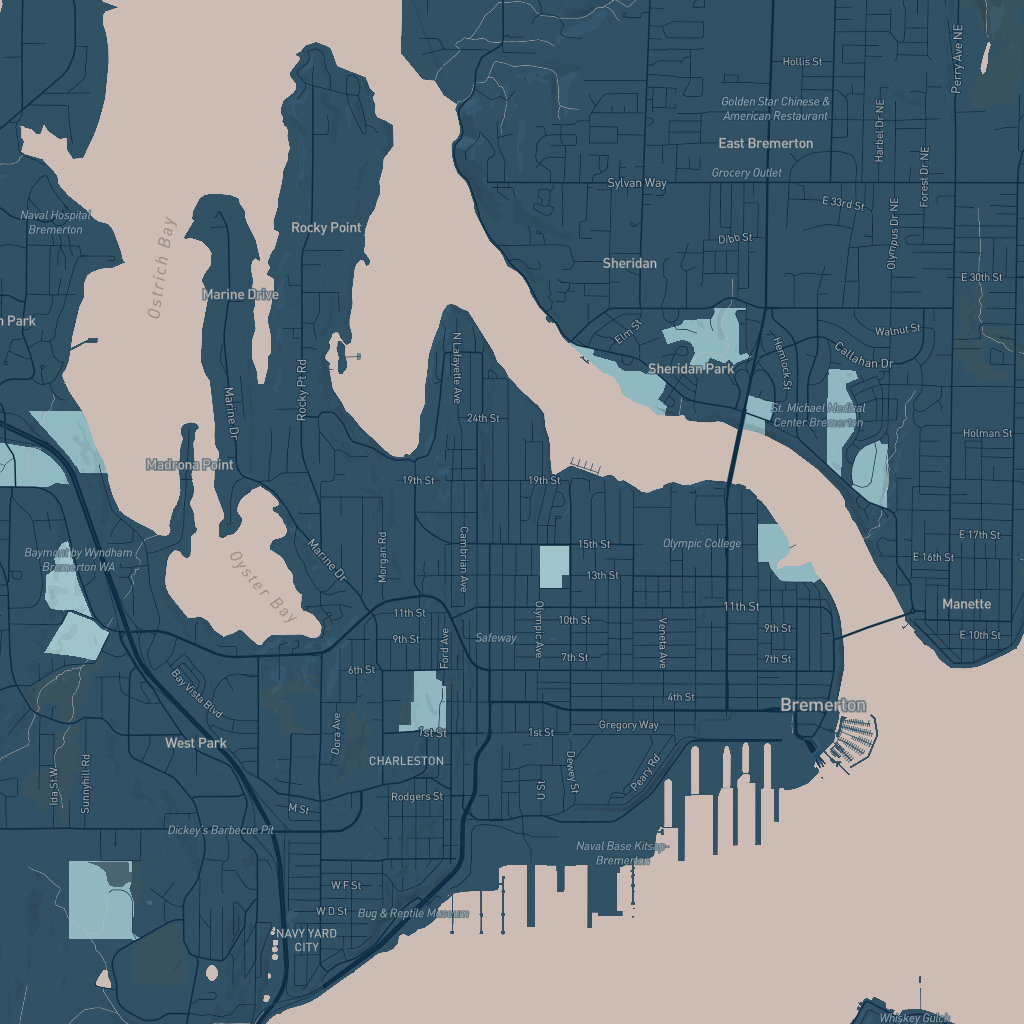 Hollis St
Perry Ave NE
Golden Star Chinese &
American Restaurant
Harbel Dr NE
East Bremerton
Grocery Outlet
Forest Dr NE
Sylvan Way
E 33rd St
Naval Hospital
Bremerton
Ostrich Bay
Rocky Point
Dibb St
Olympus Dr NE
Sheridan
E 30th St
Marine Drive
n Park
Elm St
Walnut St
N Lafayette Ave
Hemlock St
Callahan Dr
Sheridan Park
Rocky Pt Rd
Marine Dr
24th St
St. Michael Medical
Center Bremerton
Holman St
Madrona Point
19th St
19th St
E 17th St
Baymont by Wyndham
Bremerton WA
Morgan Rd
Cambrian Ave
15th St
Olympic College
E 16th St
Marine Dr
13th St
Oyster Bay
11th St
11th St
Manette
Olympic Ave
10th St
Veneta Ave
9th St
E 10th St
9th St
Ford Ave
Safeway
7th St
7th St
6th St
Bay Vista Blvd
4th St
Bremerton
Dora Ave
1st St
1st St
Gregory Way
West Park
CHARLESTON
Dewey St
Peary Rd
Ida St W
Sunnyhill Rd
U St
Rodgers St
M St
Dickey's Barbecue Pit
Naval Base Kitsap-
Bremerton
W F St
W D St
Bug & Reptile Museum
NAVY YARD
CITY
Whiskey Gulch